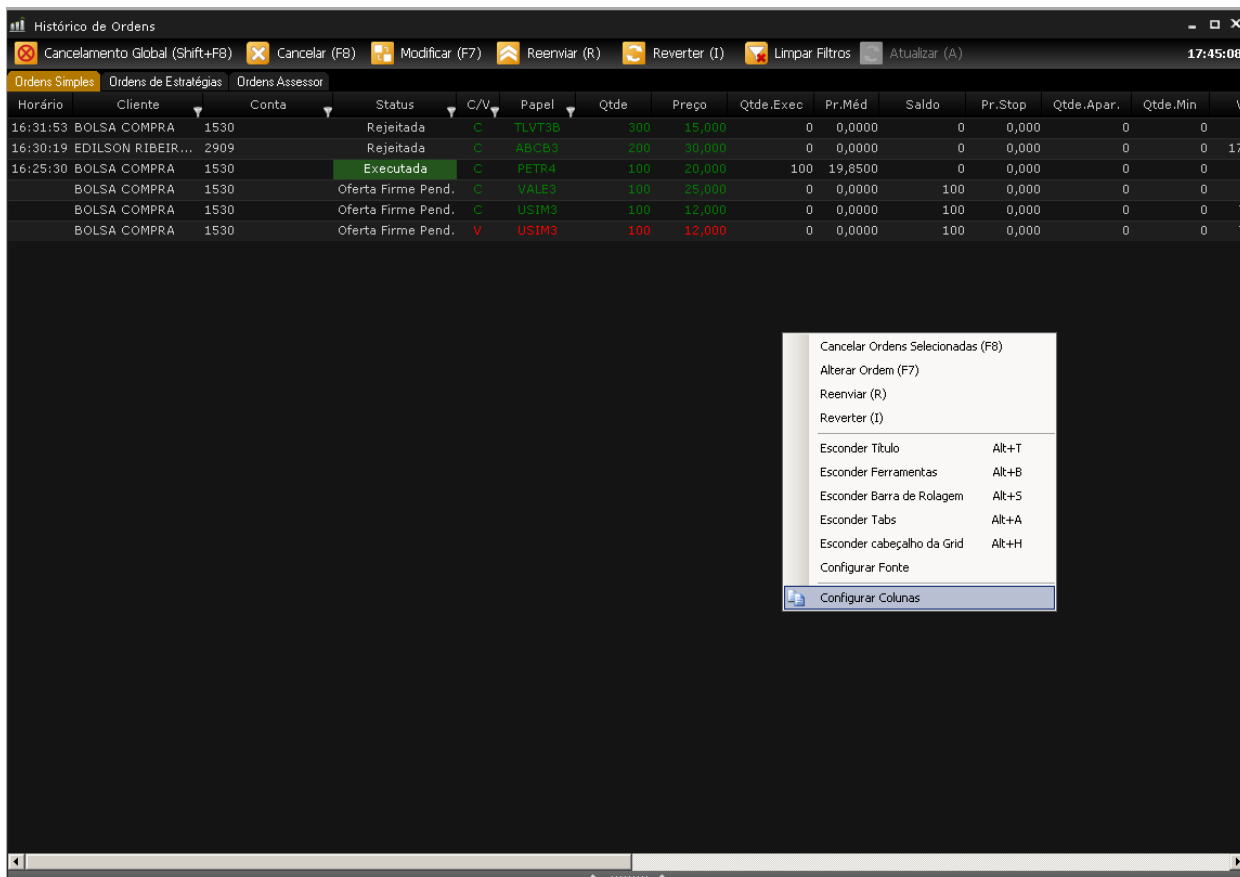 Histórico de Ordens
Cancelamento Global (Shift+F8) Cancelar (F8) Modificar (F7) Reenviar (R) Reverter (I) Limpar Filtros Atualizar (A) 17:45:08
Ordens Simples Ordens de Estratégias Ordens Assessor
Horário Cliente Conta Status C/V Papel Qtde Preço Qtde.Exec Pr.Méd Saldo Pr.Stop Qtde.Apar. Qtde.Min
16:31:53 BOLSA COMPRA 1530 Rejeitada C TLVT3B 300 15,000 0 0,0000 0 0,000 0 0
16:30:19 EDILSON RIBEIR... 2909 Rejeitada C ABCB3 200 30,000 0 0,0000 0 0,000 0 0 17
16:25:30 BOLSA COMPRA 1530 Executada C PETR4 100 20,000 100 19,8500 0 0,000 0 0
BOLSA COMPRA 1530 Oferta Firme Pend. C VALE3 100 25,000 0 0,0000 100 0,000 0 0
BOLSA COMPRA 1530 Oferta Firme Pend. C USIM3 100 12,000 0 0,0000 100 0,000 0 0
BOLSA COMPRA 1530 Oferta Firme Pend. V USIM3 100 12,000 0 0,0000 100 0,000 0 0
Cancelar Ordens Selecionadas (F8)
Alterar Ordem (F7)
Reenviar (R)
Reverter (I)
Esconder Título Alt+T
Esconder Ferramentas Alt+B
Esconder Barra de Rolagem Alt+S
Esconder Tabs Alt+A
Esconder cabeçalho da Grid Alt+H
Configurar Fonte
Configurar Colunas